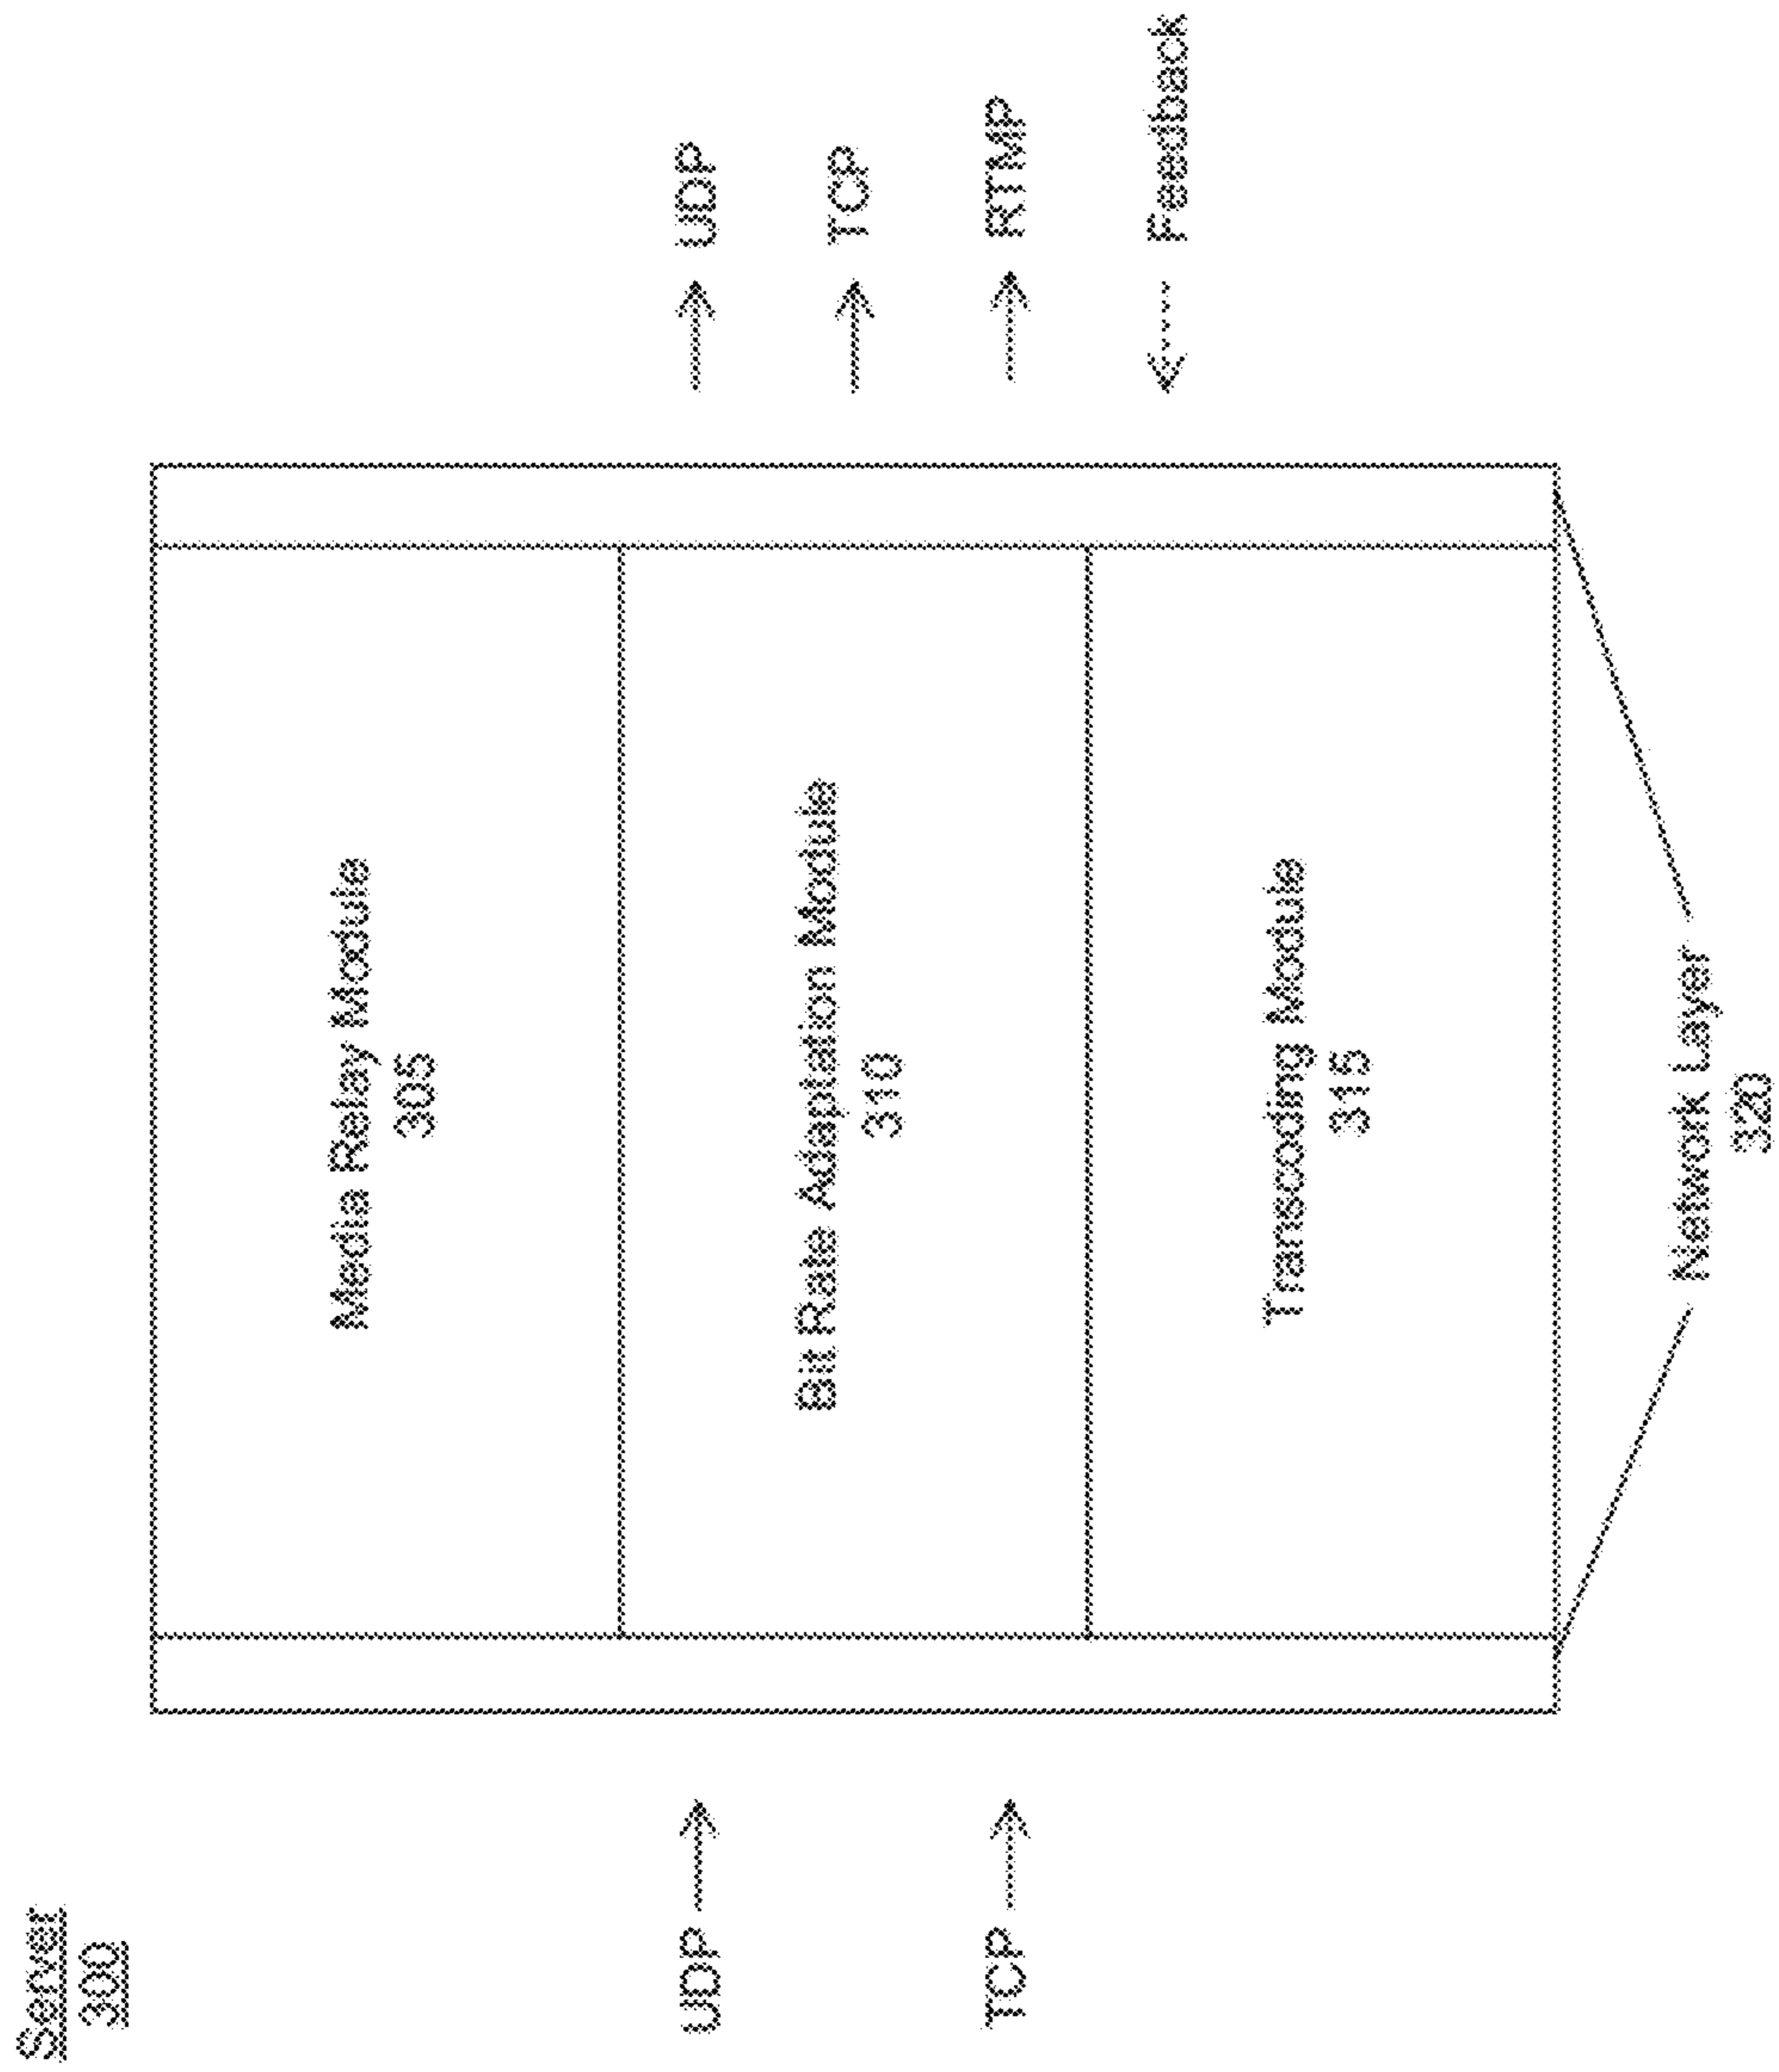 Server
300
Media Relay Module
305
UDP
UDP
Bit Rate Adaptation Module
310
TCP
TCP
RTMP
Feedback
Transcoding Module
315
Network Layer
320